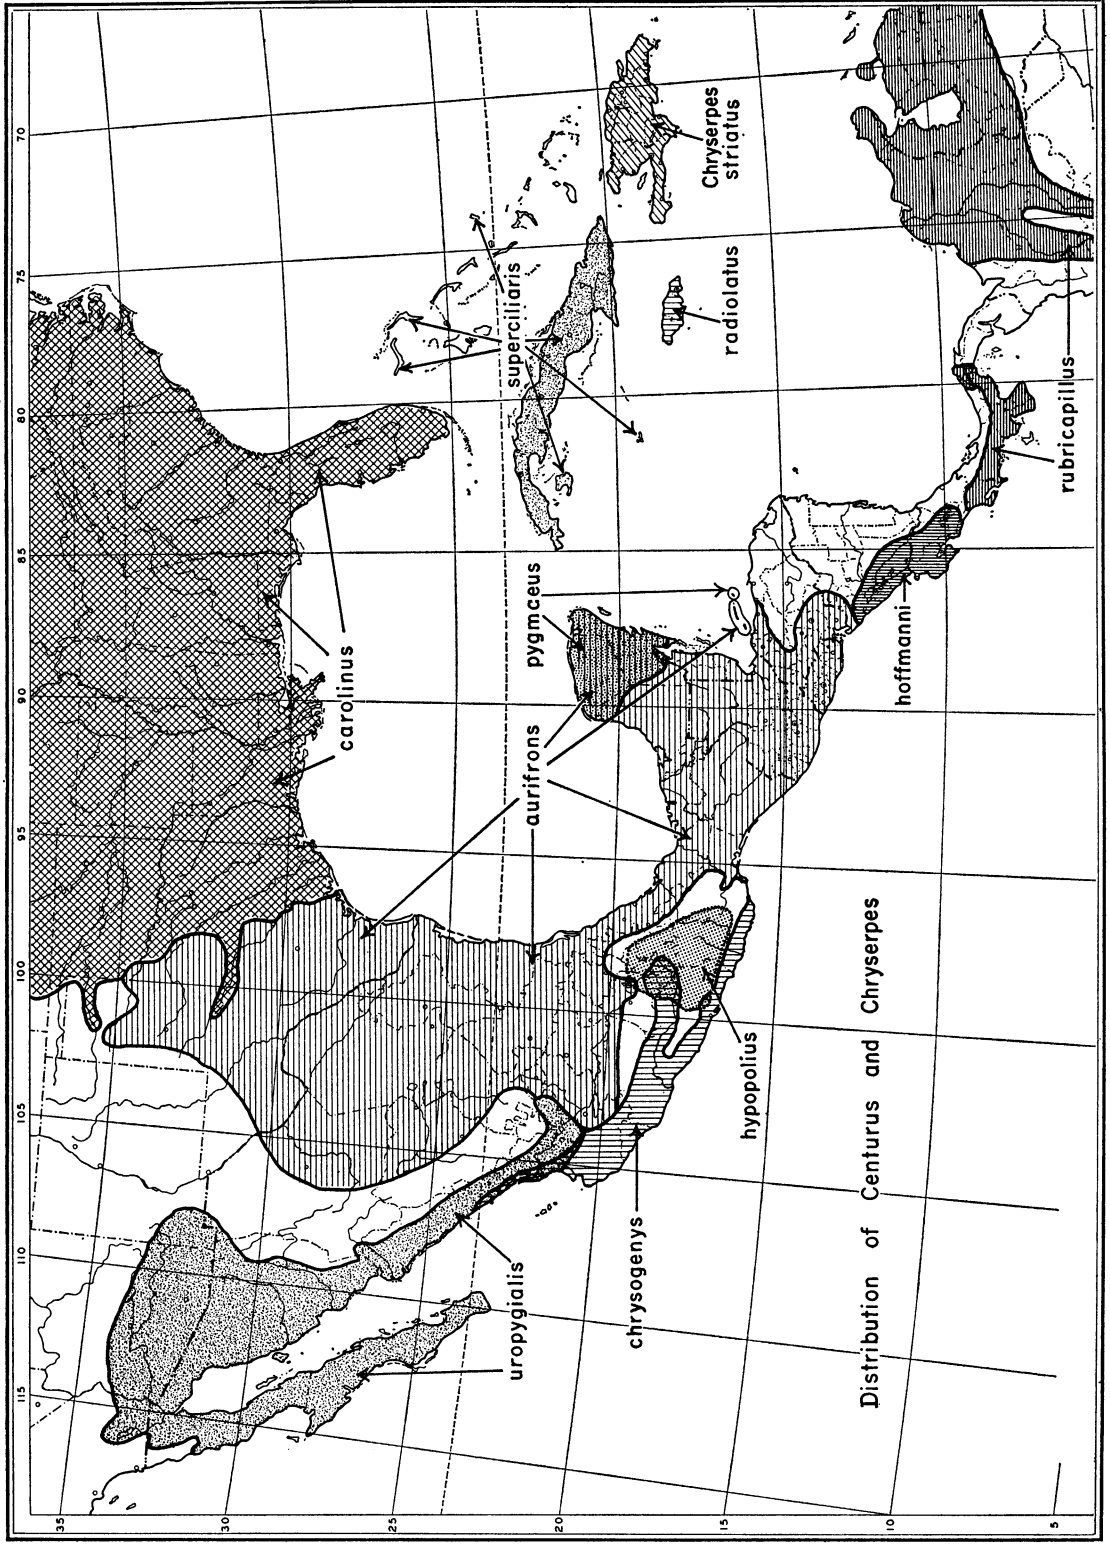 115
110
105
100
95
90
85
80
75
70
35
30
25
20
15
10
5
carolinus
superciliaris
Chryserpes
striatus
radiolatus
pygmœus
aurifrons
uropygialis
chrysogenys
hypopolius
hoffmanni
rubricapillus
Distribution of Centurus and Chryserpes